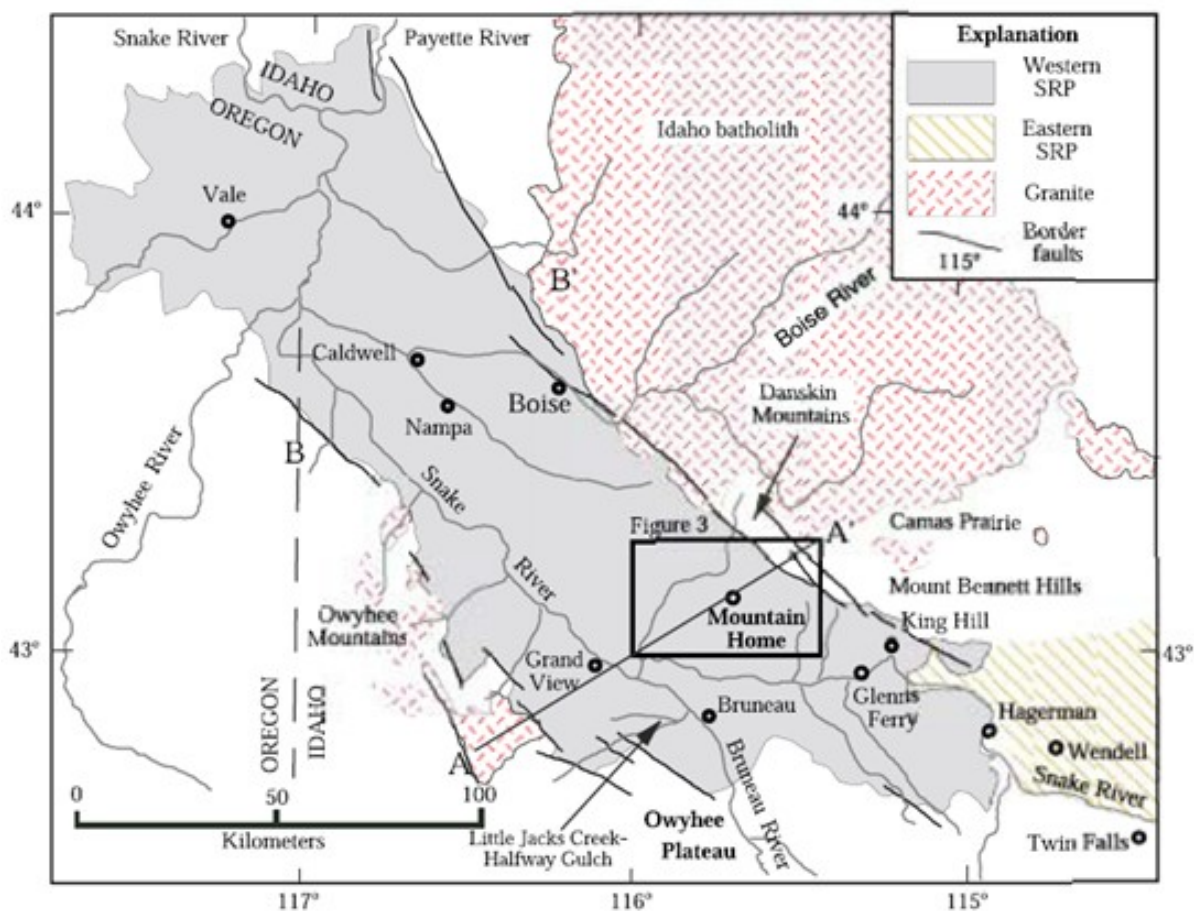 Snake River
Payette River
IDAHO
OREGON
Explanation
Western
SRP
Eastern
SRP
Granite
Border
faults
115°
Idaho batholith
44°
44°
Vale
B'
Boise River
Caldwell
Boise
Nampa
Danskin
Mountains
Owyhee River
B
Snake
River
Figure 3
A'
Camas Prairie
Mount Bennett Hills
King Hill
Owyhee
Mountains
Mountain
Home
43°
43°
Grand
View
Bruneau
Glenns
Ferry
Hagerman
Wendell
Snake River
OREGON
IDAHO
A
Bruneau River
0
50
100
Kilometers
Little Jacks Creek-
Halfway Gulch
Owyhee
Plateau
Twin Falls
117°
116°
115°